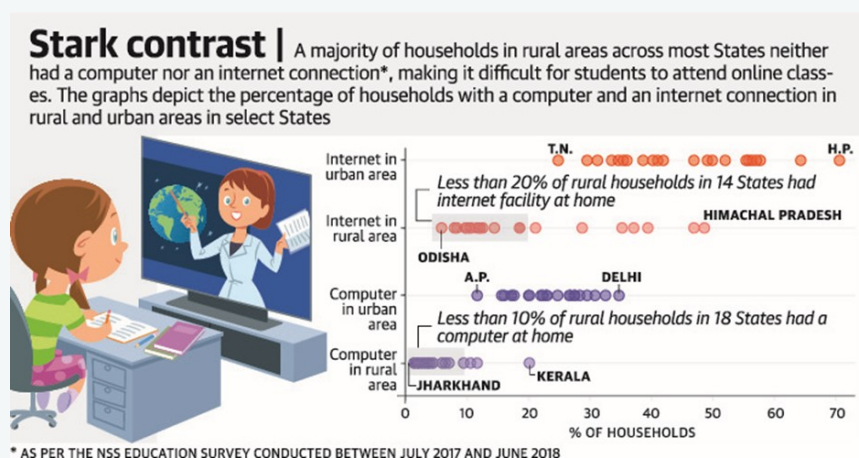 Stark contrast | A majority of households in rural areas across most States neither
had a computer nor an internet connection*, making it difficult for students to attend online class-
es. The graphs depict the percentage of households with a computer and an internet connection in
rural and urban areas in select States
T.N.
H.P.
Internet in
urban area
Less than 20% of rural households in 14 States had
internet facility at home
Internet in
rural area
HIMACHAL PRADESH
ODISHA
A.P.
DELHI
Computer
in urban
area
Less than 10% of rural households in 18 States had a
computer at home
Computer
in rural
area
JHARKHAND
KERALA
0 10 20 30 40 50 60 70
% OF HOUSEHOLDS
* AS PER THE NSS EDUCATION SURVEY CONDUCTED BETWEEN JULY 2017 AND JUNE 2018